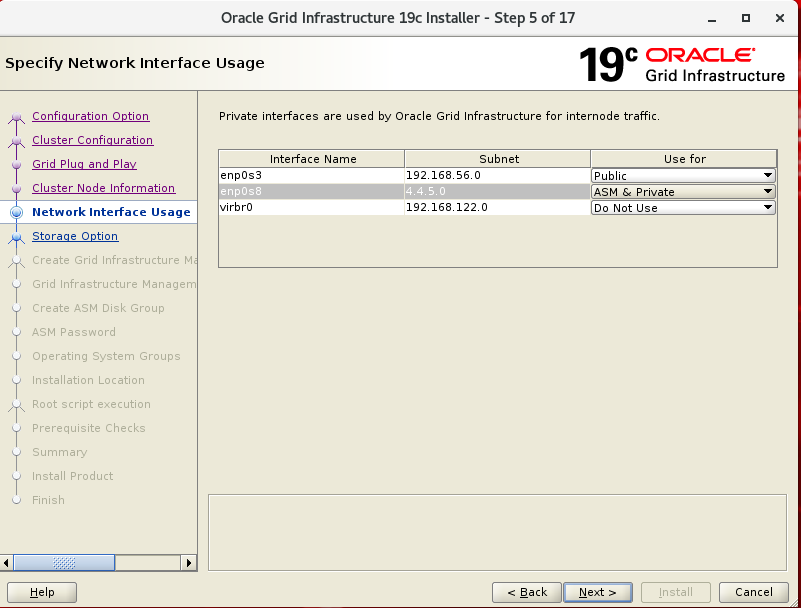 Oracle Grid Infrastructure 19c Installer - Step 5 of 17
Specify Network Interface Usage
19c ORACLE
Grid Infrastructure
Configuration Option
Cluster Configuration
Grid Plug and Play
Cluster Node Information
Network Interface Usage
Storage Option
Create Grid Infrastructure Ma
Grid Infrastructure Managem
Create ASM Disk Group
ASM Password
Operating System Groups
Installation Location
Root script execution
Prerequisite Checks
Summary
Install Product
Finish
Private interfaces are used by Oracle Grid Infrastructure for internode traffic.
Interface Name Subnet Use for
enp0s3 192.168.56.0 Public
enp0s8 4.4.5.0 ASM & Private
virbr0 192.168.122.0 Do Not Use
Help < Back Next > Install Cancel